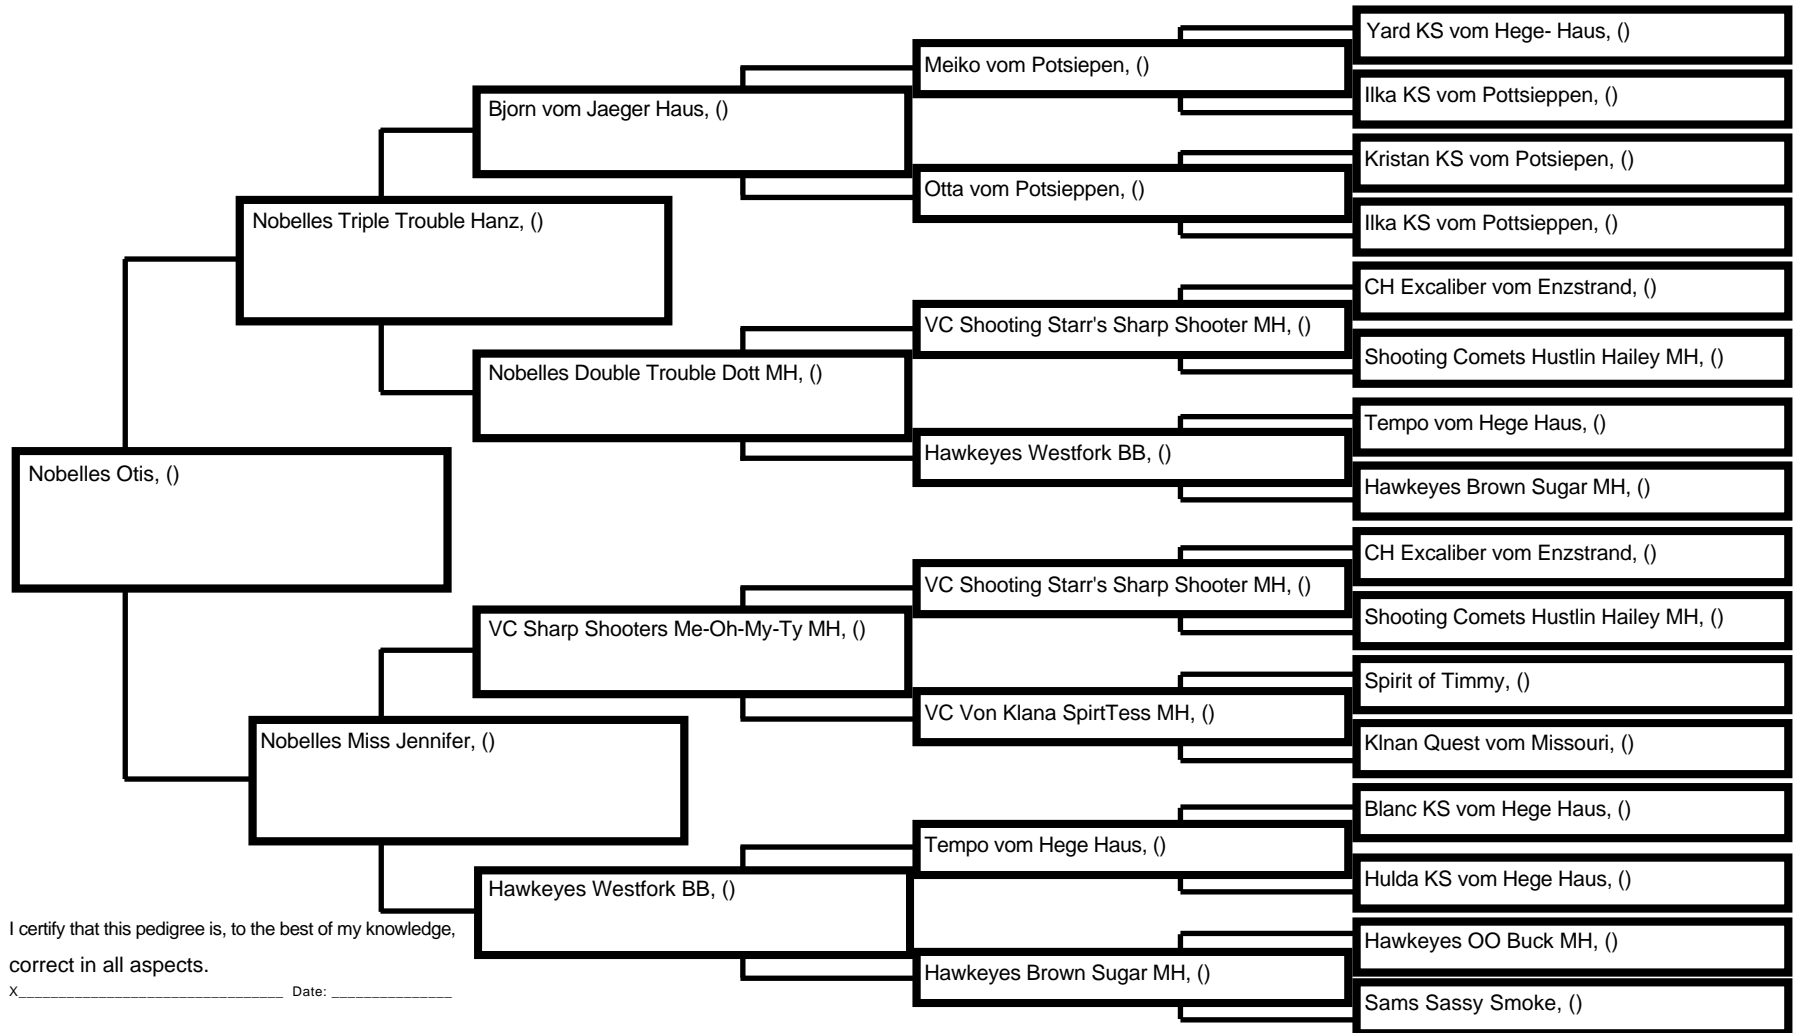 Yard KS vom Hege- Haus, ()
Meiko vom Potsiepen, ()
Ilka KS vom Pottsieppen, ()
Bjorn vom Jaeger Haus, ()
Kristan KS vom Potsiepen, ()
Otta vom Potsieppen, ()
Ilka KS vom Pottsieppen, ()
Nobelles Triple Trouble Hanz, ()
CH Excaliber vom Enzstrand, ()
VC Shooting Starr's Sharp Shooter MH, ()
Shooting Comets Hustlin Hailey MH, ()
Nobelles Double Trouble Dott MH, ()
Tempo vom Hege Haus, ()
Hawkeyes Westfork BB, ()
Hawkeyes Brown Sugar MH, ()
Nobelles Otis, ()
CH Excaliber vom Enzstrand, ()
VC Shooting Starr's Sharp Shooter MH, ()
Shooting Comets Hustlin Hailey MH, ()
VC Sharp Shooters Me-Oh-My-Ty MH, ()
Spirit of Timmy, ()
VC Von Klana SpirtTess MH, ()
Klnan Quest vom Missouri, ()
Nobelles Miss Jennifer, ()
Blanc KS vom Hege Haus, ()
Tempo vom Hege Haus, ()
Hulda KS vom Hege Haus, ()
Hawkeyes Westfork BB, ()
Hawkeyes OO Buck MH, ()
Hawkeyes Brown Sugar MH, ()
Sams Sassy Smoke, ()
I certify that this pedigree is, to the best of my knowledge,
correct in all aspects.
X_________________________________ Date: _______________